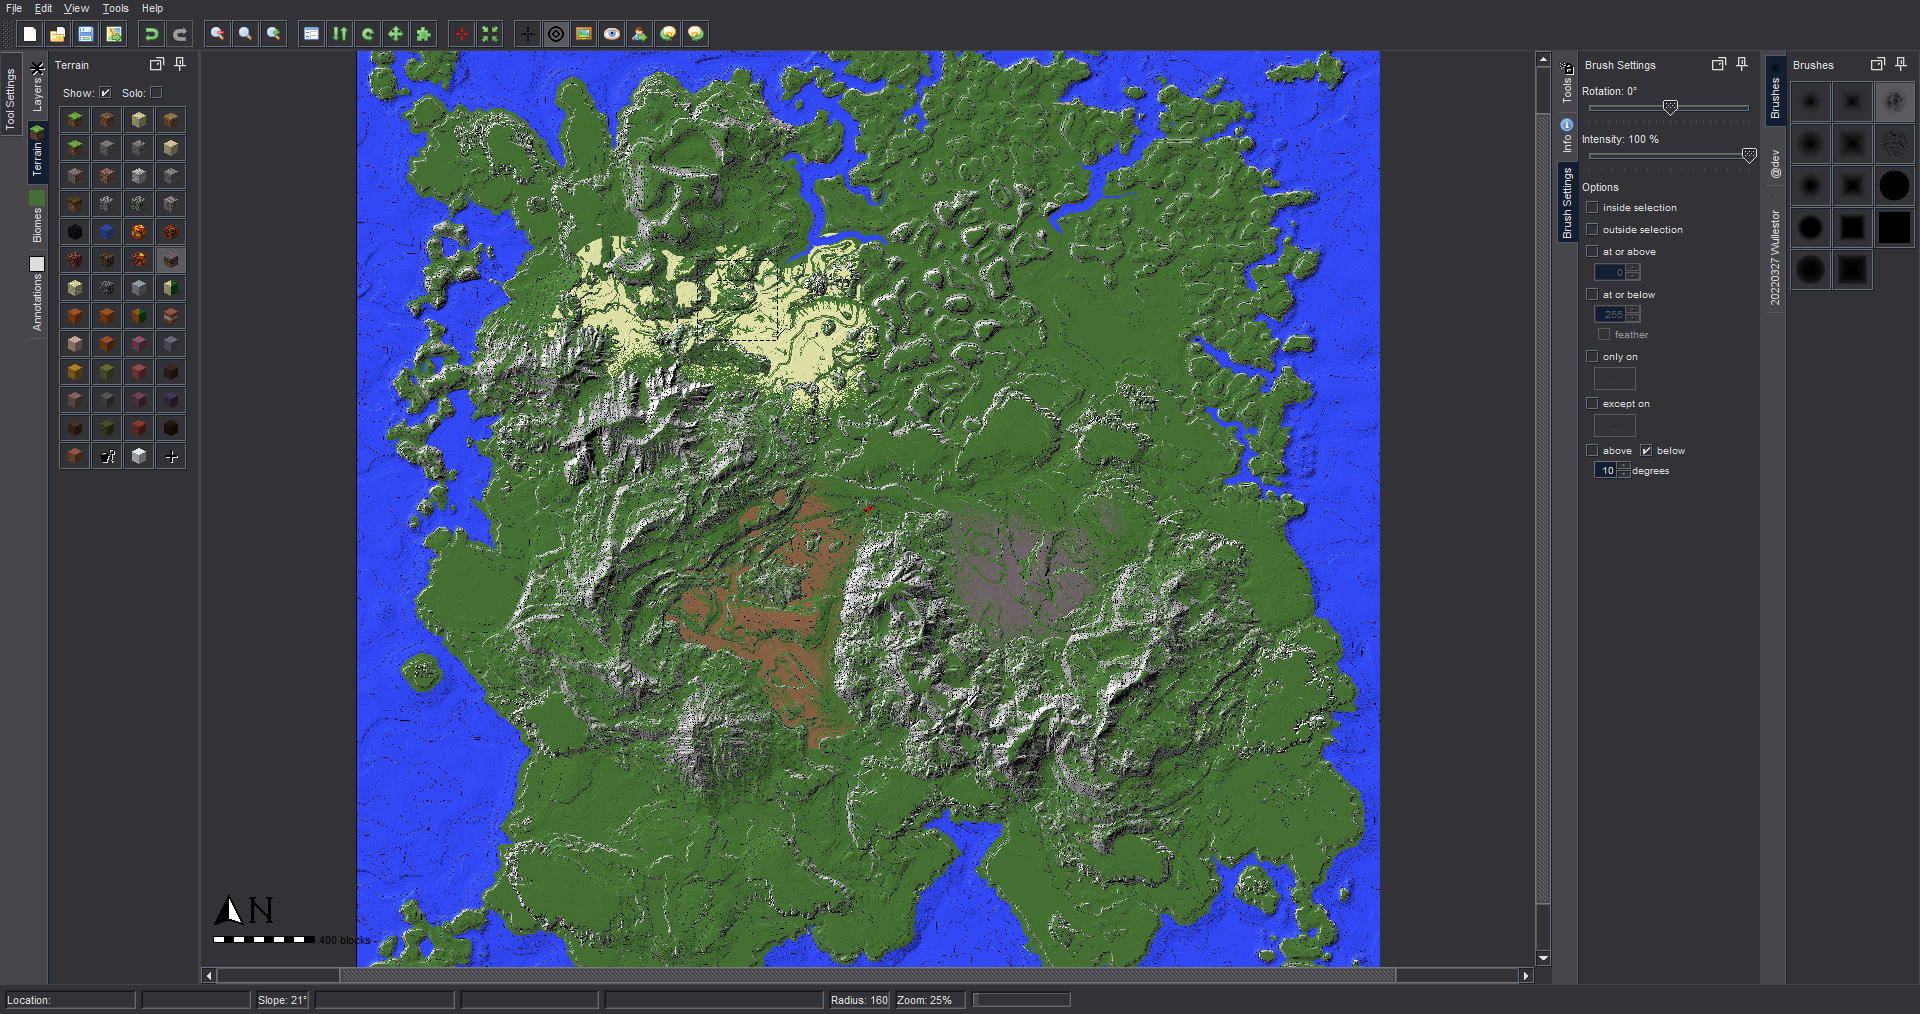 File Edit View Tools Help
Tool Settings
Layers
Terrain
Biomes
Annotations
Terrain
Show:
Solo:
N
400 blocks
Tools
Info
Brush Settings
Brush Settings
Rotation: 0°
Intensity: 100 %
Options
inside selection
outside selection
at or above
0
at or below
255
feather
only on
...
except on
...
above below
10 degrees
Brushes
@dev
20220327 Wullestor
Brushes
Location:
Slope: 21°
Radius: 160
Zoom: 25%